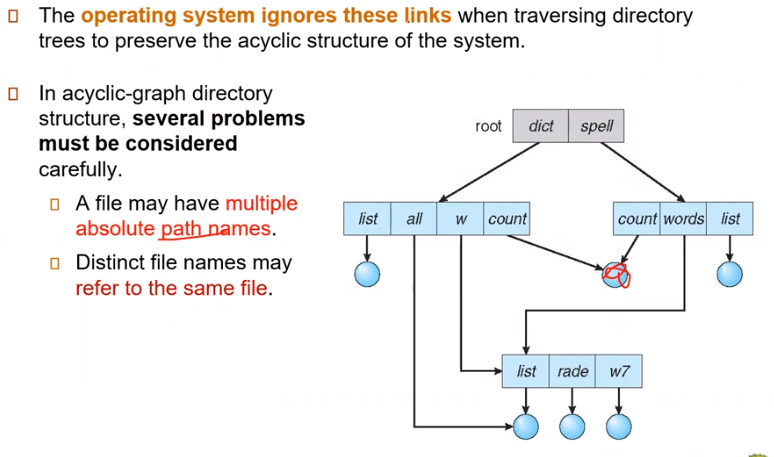 The operating system ignores these links when traversing directory
trees to preserve the acyclic structure of the system.
In acyclic-graph directory
structure, several problems
must be considered
carefully.
A file may have multiple
absolute path names.
Distinct file names may
refer to the same file.
root dict spell
list all w count
count words list
list rade w7